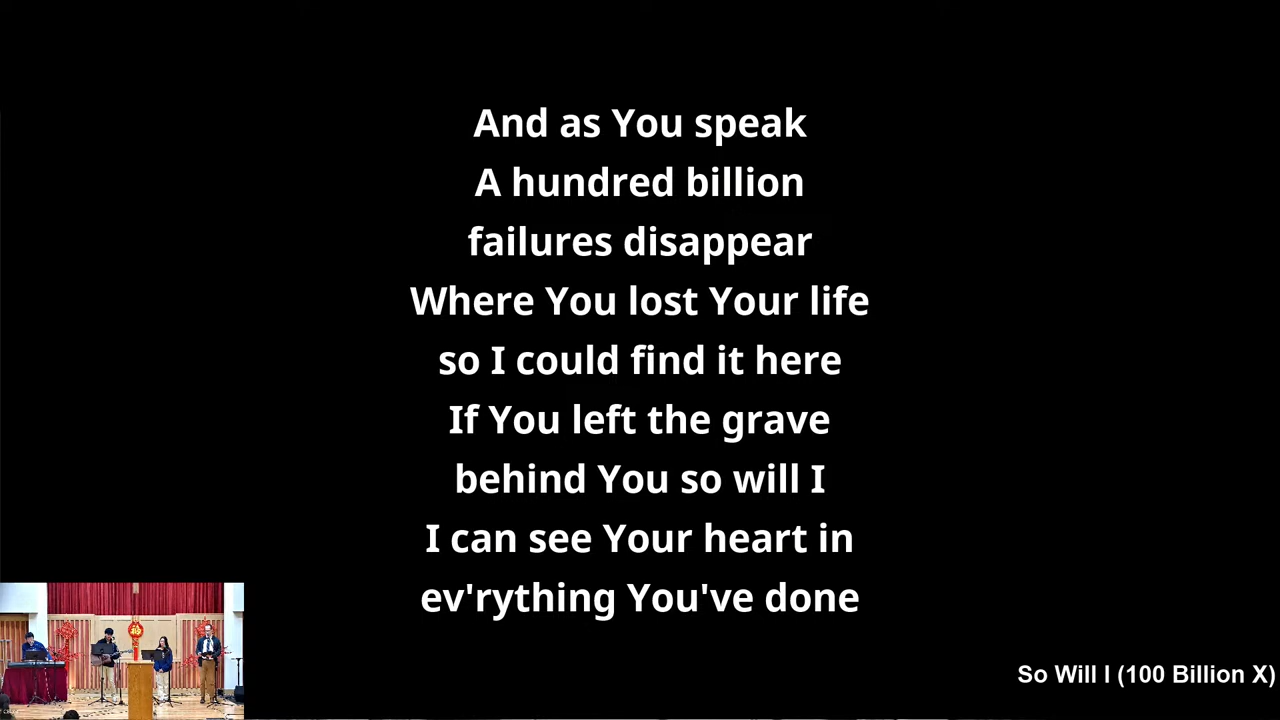 And as You speak
A hundred billion
failures disappear
Where You lost Your life
so I could find it here
If You left the grave
behind You so will I
I can see Your heart in
ev'rything You've done
So Will I (100 Billion X)
福